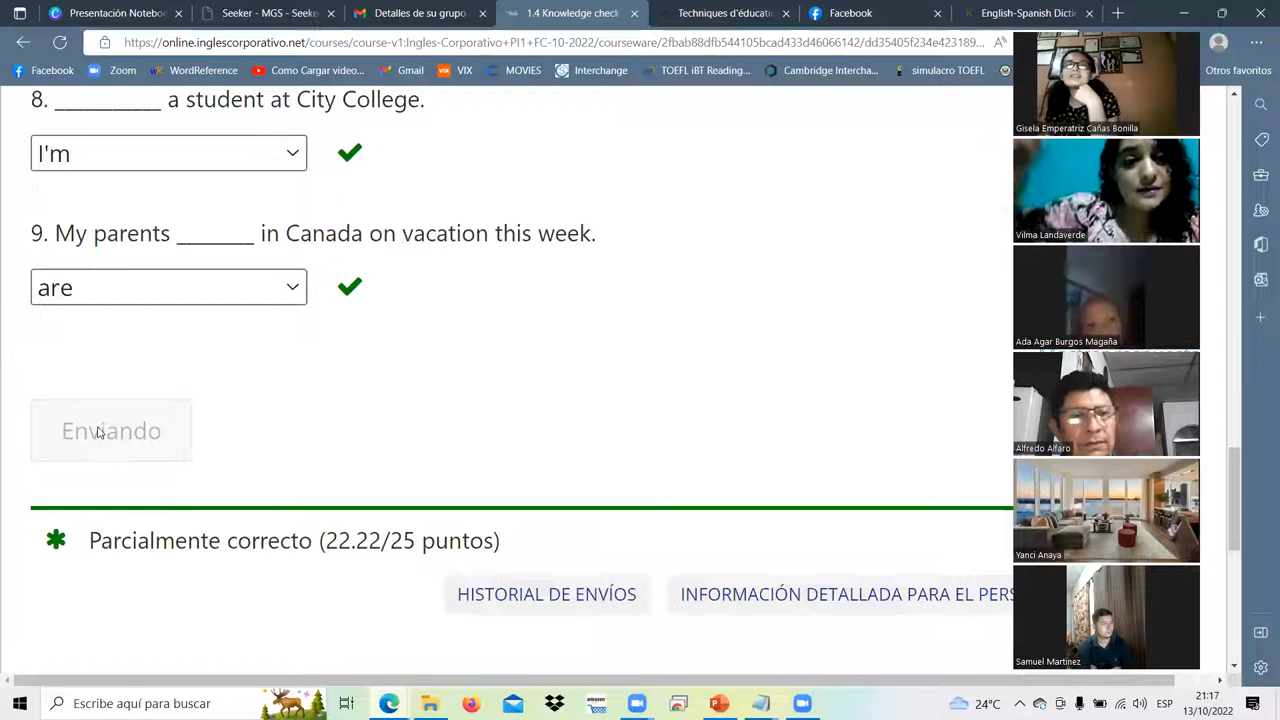 Presentación Noteb
Seeker - MGS - Seeki
Detalles de su grupo
1.4 Knowledge check
Techniques d'éducati
Facebook
English-Spanish Dicti
https://online.inglescorporativo.net/courses/course-v1:Ingles-Corporativo+PI1+FC-10-2022/courseware/2fbab88dfb544105bcad433d46066142/dd35405f234e423189...
Facebook
Zoom
WordReference
Como Cargar video...
Gmail
VIX
MOVIES
Interchange
TOEFL IBT Reading...
Cambridge Intercha...
simulacro TOEFL
Otros favoritos
8. ___________ a student at City College.
I'm
9. My parents ________ in Canada on vacation this week.
are
Enviando
Parcialmente correcto (22.22/25 puntos)
HISTORIAL DE ENVÍOS
INFORMACIÓN DETALLADA PARA EL PERS
Gisela Emperatriz Cañas Bonilla
Vilma Landaverde
Ada Agar Burgos Magaña
Alfredo Alfaro
Yanci Anaya
Samuel Martinez
Escribe aquí para buscar
amazon
24°C
ESP
21:17
13/10/2022